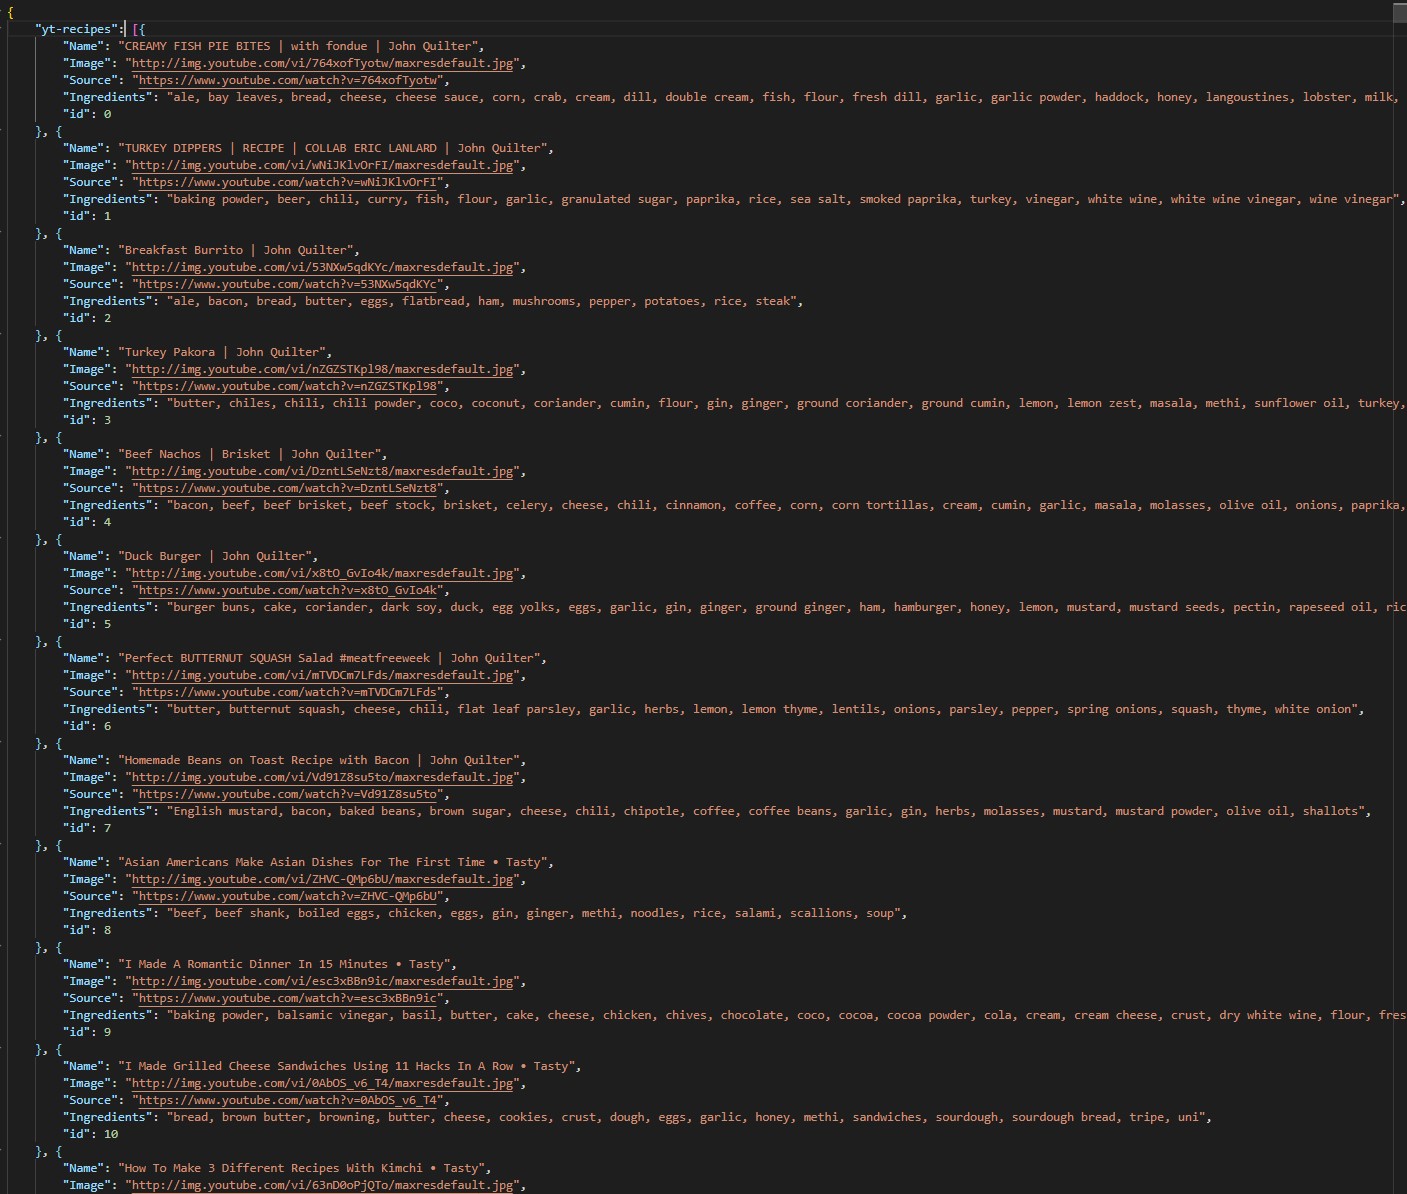 {
"yt-recipes": [{
"Name": "CREAMY FISH PIE BITES | with fondue | John Quilter",
"Image": "http://img.youtube.com/vi/764xofTyotw/maxresdefault.jpg",
"Source": "https://www.youtube.com/watch?v=764xofTyotw",
"Ingredients": "ale, bay leaves, bread, cheese, cheese sauce, corn, crab, cream, dill, double cream, fish, flour, fresh dill, garlic, garlic powder, haddock, honey, langoustines, lobster, milk,
"id": 0
}, {
"Name": "TURKEY DIPPERS | RECIPE | COLLAB ERIC LANLARD | John Quilter",
"Image": "http://img.youtube.com/vi/wNiJKlvOrFI/maxresdefault.jpg",
"Source": "https://www.youtube.com/watch?v=wNiJKlvOrFI",
"Ingredients": "baking powder, beer, chili, curry, fish, flour, garlic, granulated sugar, paprika, rice, sea salt, smoked paprika, turkey, vinegar, white wine, white wine vinegar, wine vinegar",
"id": 1
}, {
"Name": "Breakfast Burrito | John Quilter",
"Image": "http://img.youtube.com/vi/53NXw5qdKYc/maxresdefault.jpg",
"Source": "https://www.youtube.com/watch?v=53NXw5qdKYc",
"Ingredients": "ale, bacon, bread, butter, eggs, flatbread, ham, mushrooms, pepper, potatoes, rice, steak",
"id": 2
}, {
"Name": "Turkey Pakora | John Quilter",
"Image": "http://img.youtube.com/vi/nZGZSTKpl98/maxresdefault.jpg",
"Source": "https://www.youtube.com/watch?v=nZGZSTKpl98",
"Ingredients": "butter, chiles, chili, chili powder, coco, coconut, coriander, cumin, flour, gin, ginger, ground coriander, ground cumin, lemon, lemon zest, masala, methi, sunflower oil, turkey,
"id": 3
}, {
"Name": "Beef Nachos | Brisket | John Quilter",
"Image": "http://img.youtube.com/vi/DzntLSeNzt8/maxresdefault.jpg",
"Source": "https://www.youtube.com/watch?v=DzntLSeNzt8",
"Ingredients": "bacon, beef, beef brisket, beef stock, brisket, celery, cheese, chili, cinnamon, coffee, corn, corn tortillas, cream, cumin, garlic, masala, molasses, olive oil, onions, paprika,
"id": 4
}, {
"Name": "Duck Burger | John Quilter",
"Image": "http://img.youtube.com/vi/x8tO_GvIo4k/maxresdefault.jpg",
"Source": "https://www.youtube.com/watch?v=x8tO_GvIo4k",
"Ingredients": "burger buns, cake, coriander, dark soy, duck, egg yolks, eggs, garlic, gin, ginger, ground ginger, ham, hamburger, honey, lemon, mustard, mustard seeds, pectin, rapeseed oil, ric
"id": 5
}, {
"Name": "Perfect BUTTERNUT SQUASH Salad #meatfreeweek | John Quilter",
"Image": "http://img.youtube.com/vi/mTVDCm7LFds/maxresdefault.jpg",
"Source": "https://www.youtube.com/watch?v=mTVDCm7LFds",
"Ingredients": "butter, butternut squash, cheese, chili, flat leaf parsley, garlic, herbs, lemon, lemon thyme, lentils, onions, parsley, pepper, spring onions, squash, thyme, white onion",
"id": 6
}, {
"Name": "Homemade Beans on Toast Recipe with Bacon | John Quilter",
"Image": "http://img.youtube.com/vi/Vd91Z8su5to/maxresdefault.jpg",
"Source": "https://www.youtube.com/watch?v=Vd91Z8su5to",
"Ingredients": "English mustard, bacon, baked beans, brown sugar, cheese, chili, chipotle, coffee, coffee beans, garlic, gin, herbs, molasses, mustard, mustard powder, olive oil, shallots",
"id": 7
}, {
"Name": "Asian Americans Make Asian Dishes For The First Time • Tasty",
"Image": "http://img.youtube.com/vi/ZHVC-QMp6bU/maxresdefault.jpg",
"Source": "https://www.youtube.com/watch?v=ZHVC-QMp6bU",
"Ingredients": "beef, beef shank, boiled eggs, chicken, eggs, gin, ginger, methi, noodles, rice, salami, scallions, soup",
"id": 8
}, {
"Name": "I Made A Romantic Dinner In 15 Minutes • Tasty",
"Image": "http://img.youtube.com/vi/esc3xBBn9ic/maxresdefault.jpg",
"Source": "https://www.youtube.com/watch?v=esc3xBBn9ic",
"Ingredients": "baking powder, balsamic vinegar, basil, butter, cake, cheese, chicken, chives, chocolate, coco, cocoa, cocoa powder, cola, cream, cream cheese, crust, dry white wine, flour, fres
"id": 9
}, {
"Name": "I Made Grilled Cheese Sandwiches Using 11 Hacks In A Row • Tasty",
"Image": "http://img.youtube.com/vi/0AbOS_v6_T4/maxresdefault.jpg",
"Source": "https://www.youtube.com/watch?v=0AbOS_v6_T4",
"Ingredients": "bread, brown butter, browning, butter, cheese, cookies, crust, dough, eggs, garlic, honey, methi, sandwiches, sourdough, sourdough bread, tripe, uni",
"id": 10
}, {
"Name": "How To Make 3 Different Recipes With Kimchi • Tasty",
"Image": "http://img.youtube.com/vi/63nD0oPjQTo/maxresdefault.jpg",